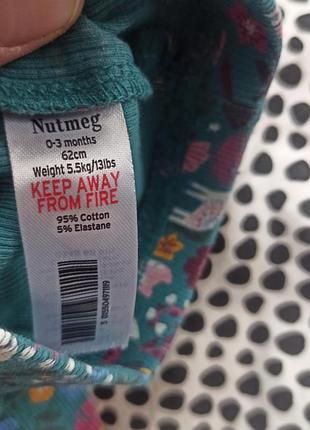 Nutmeg
0-3 months
62cm
Weight 5.5kg/13lbs
KEEP AWAY
FROM FIRE
95% Cotton
5% Elastane